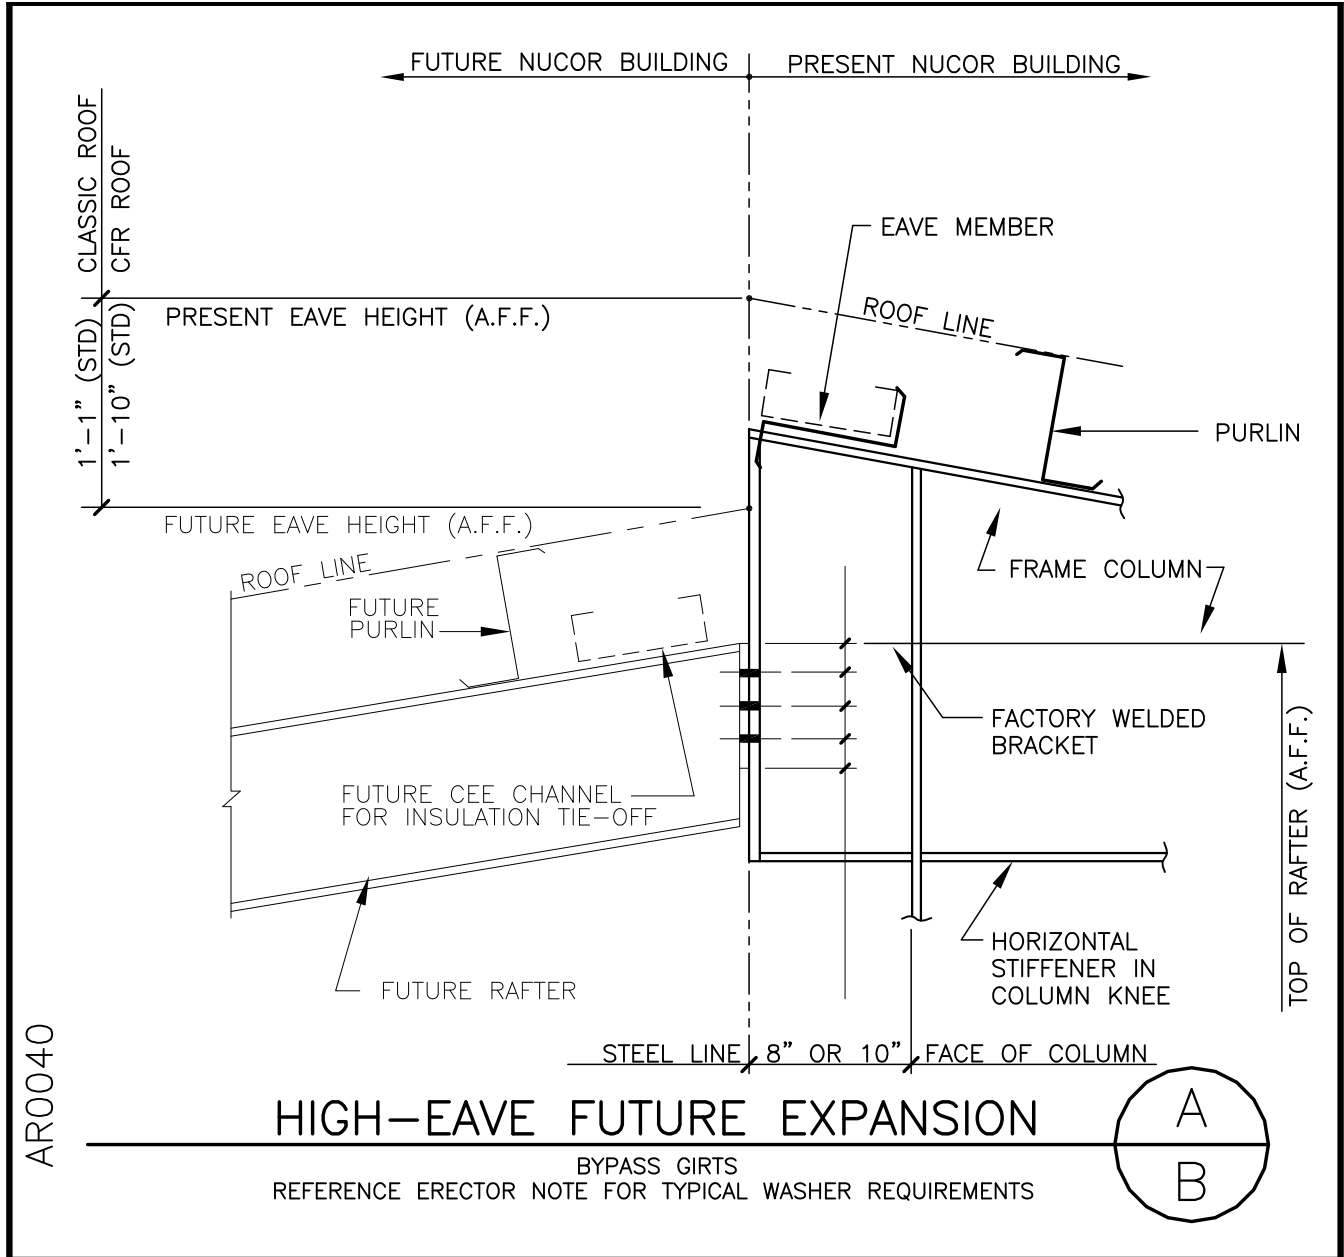 FUTURE NUCOR BUILDING
PRESENT NUCOR BUILDING
CLASSIC ROOF
CFR ROOF
EAVE MEMBER
ROOF LINE
PRESENT EAVE HEIGHT (A.F.F.)
1'-1" (STD)
1'-10" (STD)
PURLIN
FUTURE EAVE HEIGHT (A.F.F.)
ROOF LINE
FRAME COLUMN
FUTURE
PURLIN
FACTORY WELDED
BRACKET
TOP OF RAFTER (A.F.F.)
FUTURE CEE CHANNEL
FOR INSULATION TIE-OFF
HORIZONTAL
STIFFENER IN
COLUMN KNEE
FUTURE RAFTER
STEEL LINE
8" OR 10"
FACE OF COLUMN
AR0040
HIGH-EAVE FUTURE EXPANSION
A
B
BYPASS GIRTS
REFERENCE ERECTOR NOTE FOR TYPICAL WASHER REQUIREMENTS